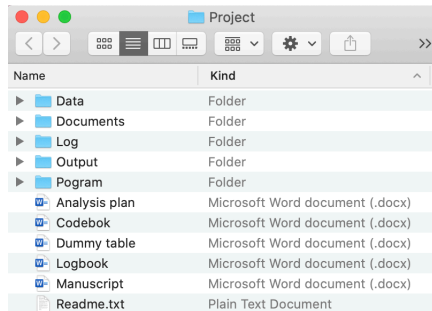 Project
Name Kind
Data Folder
Documents Folder
Log Folder
Output Folder
Pogram Folder
Analysis plan Microsoft Word document (.docx)
Codebok Microsoft Word document (.docx)
Dummy table Microsoft Word document (.docx)
Logbook Microsoft Word document (.docx)
Manuscript Microsoft Word document (.docx)
Readme.txt Plain Text Document